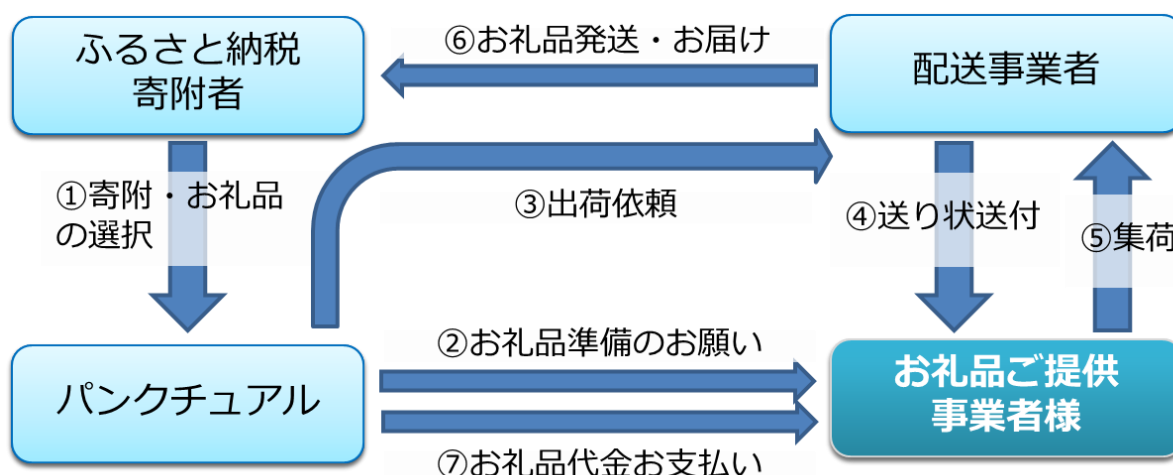 ふるさと納税
寄附者
⑥お礼品発送・お届け
配送事業者
①寄附・お礼品
の選択
③出荷依頼
④送り状送付
⑤集荷
②お礼品準備のお願い
パンクチュアル
お礼品ご提供
事業者様
⑦お礼品代金お支払い